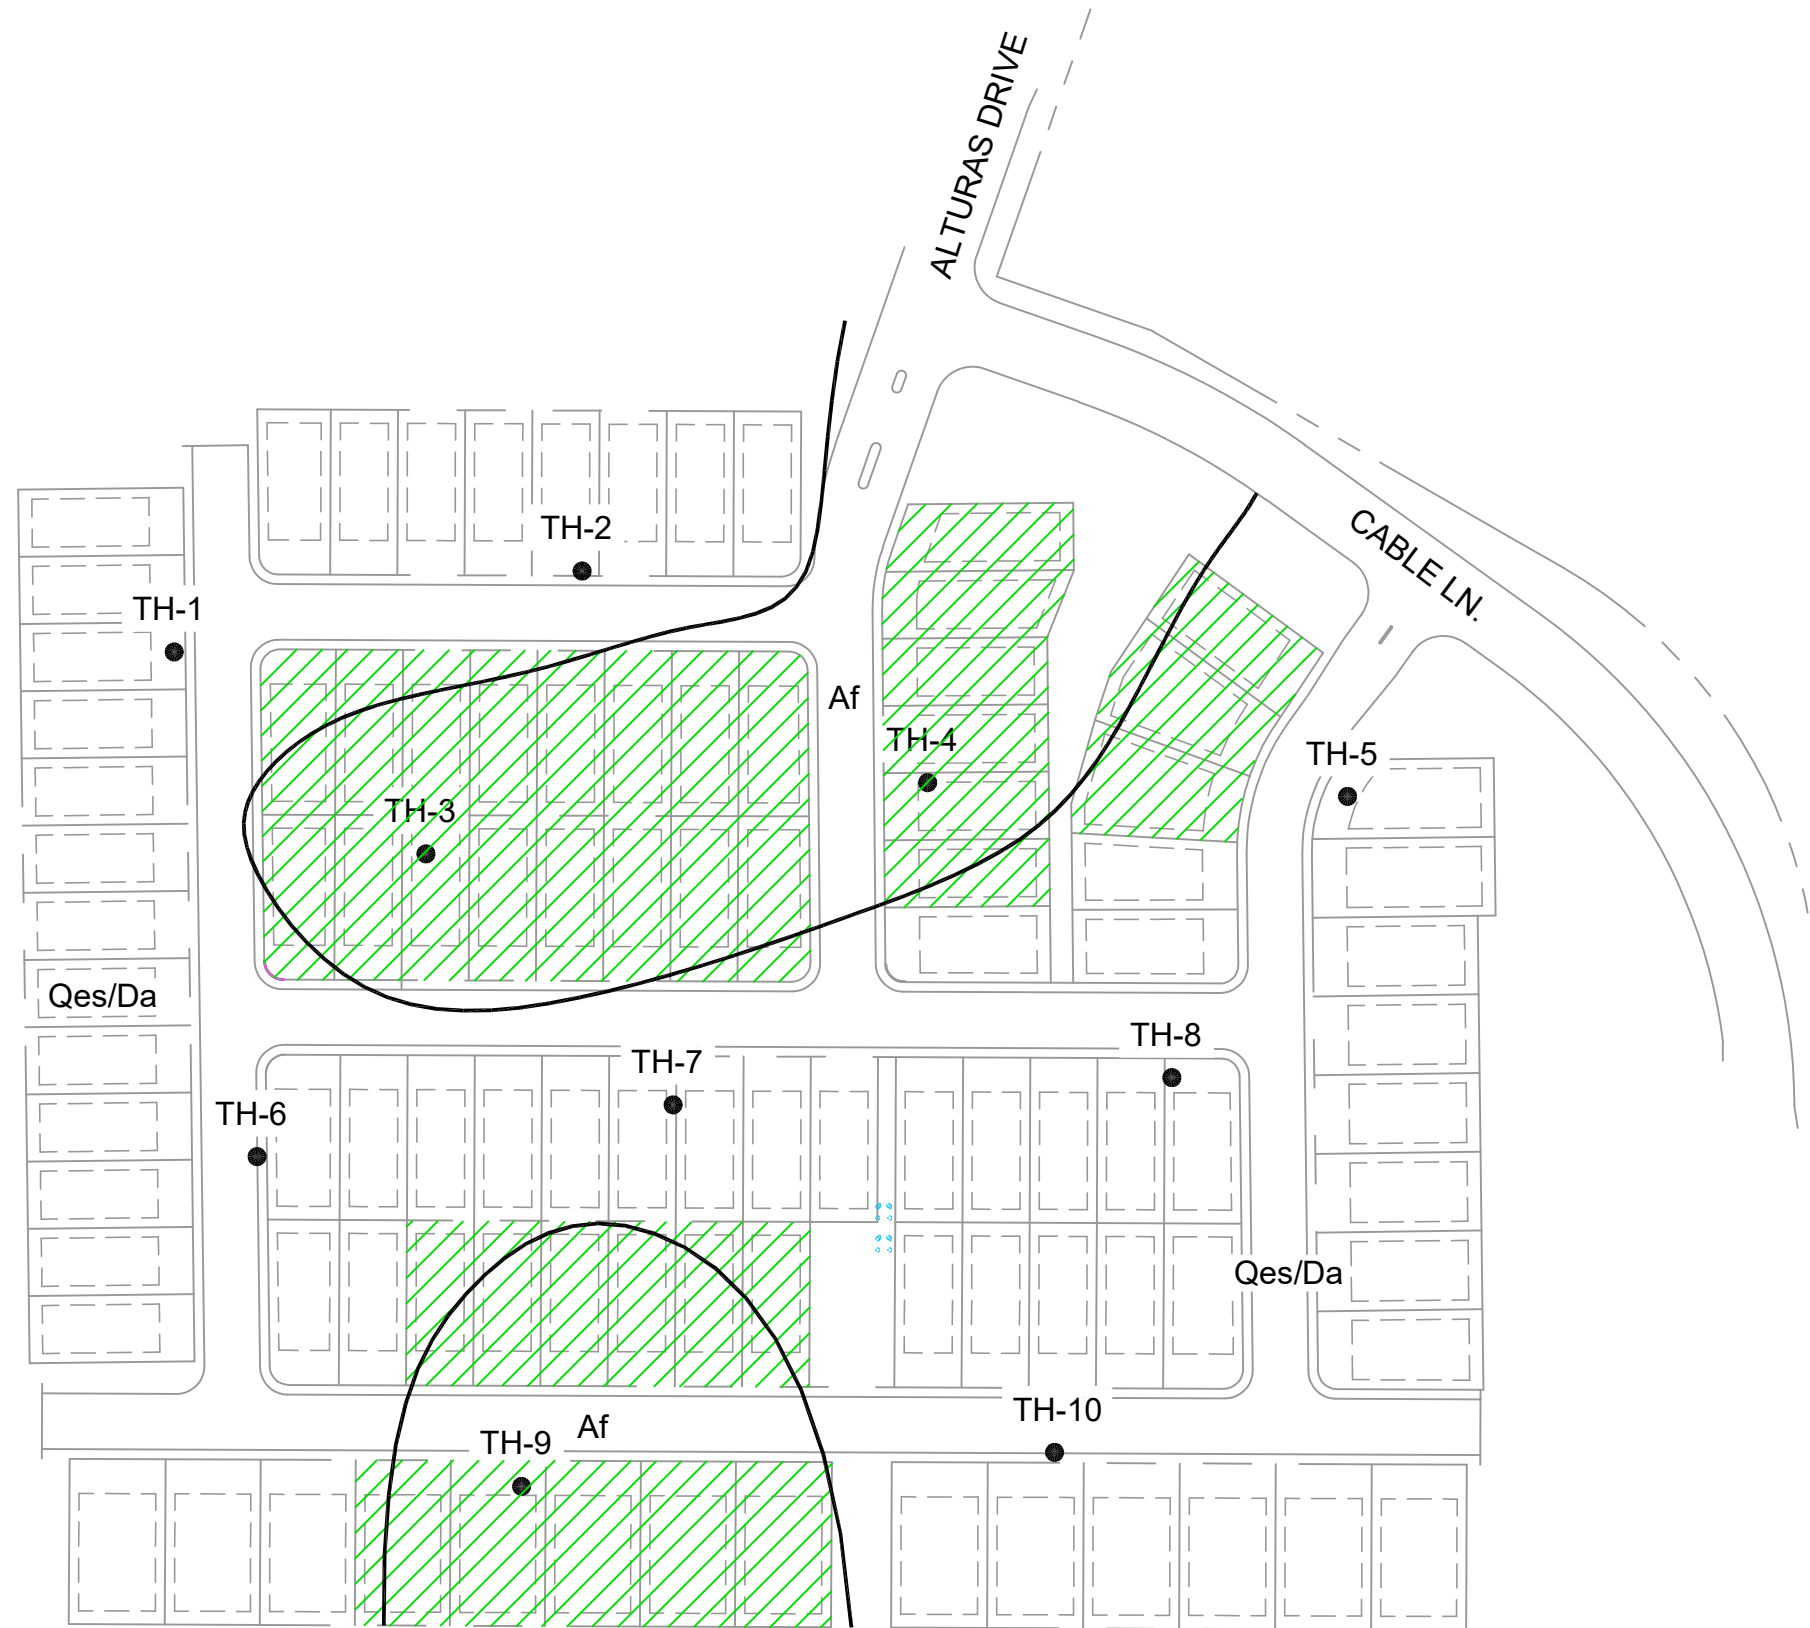 ALTURAS DRIVE
CABLE LN.
TH-2
TH-1
Af
TH-4
TH-5
TH-3
Qes/Da
TH-8
TH-7
TH-6
Qes/Da
TH-10
Af
TH-9